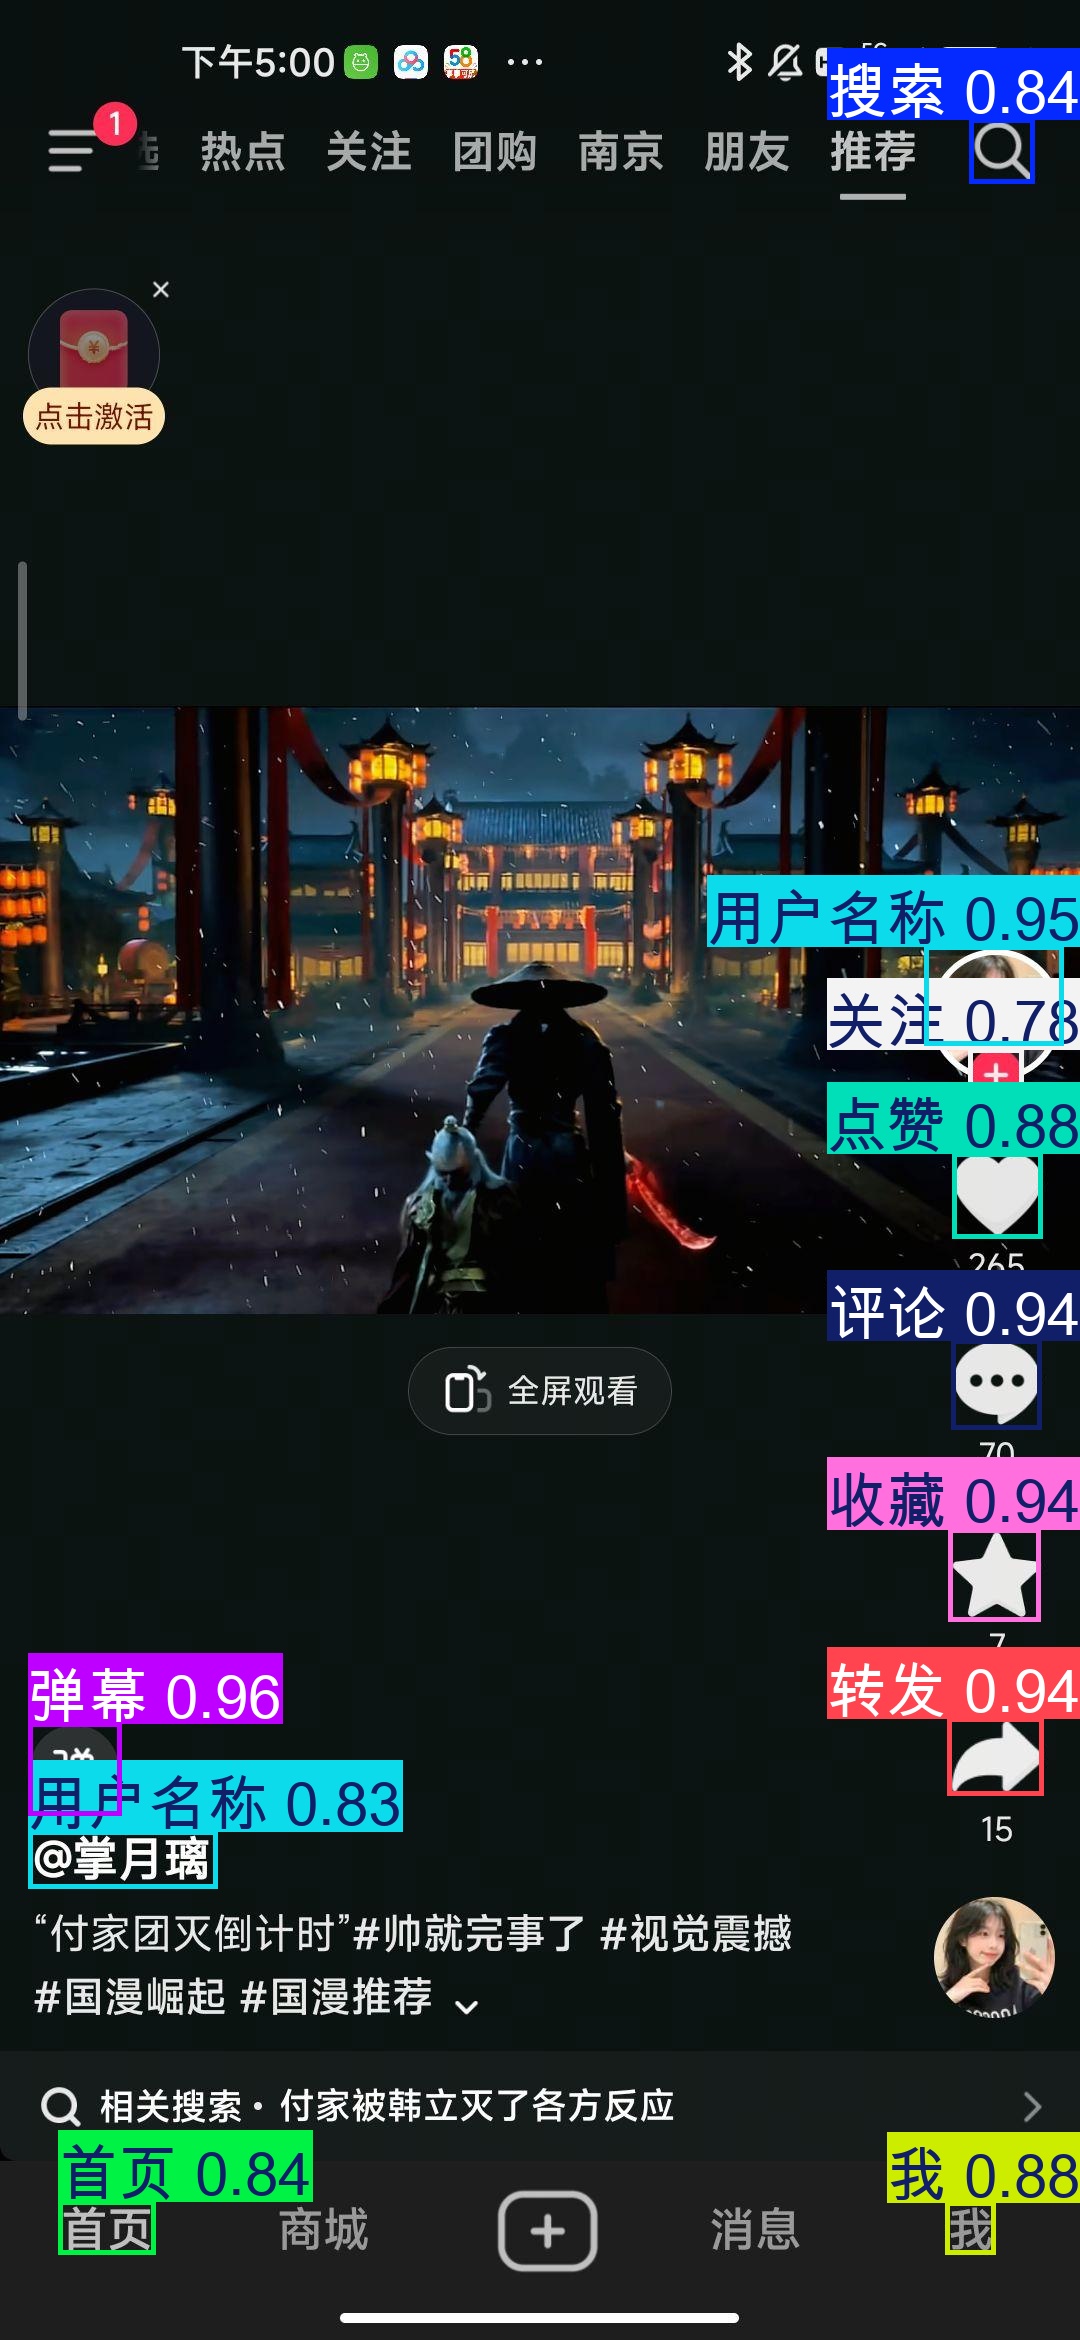 下午5:00
搜索 0.84
1
热点 关注 团购 南京 朋友 推荐
点击激活
用户名称 0.95
关注 0.78
点赞 0.88
265
评论 0.94
70
全屏观看
收藏 0.94
7
弹幕 0.96
转发 0.94
用户名称 0.83
15
@掌月璃
“付家团灭倒计时”#帅就完事了 #视觉震撼
#国漫崛起 #国漫推荐
相关搜索· 付家被韩立灭了各方反应
首页 0.84
我 0.88
首页 商城 消息 我